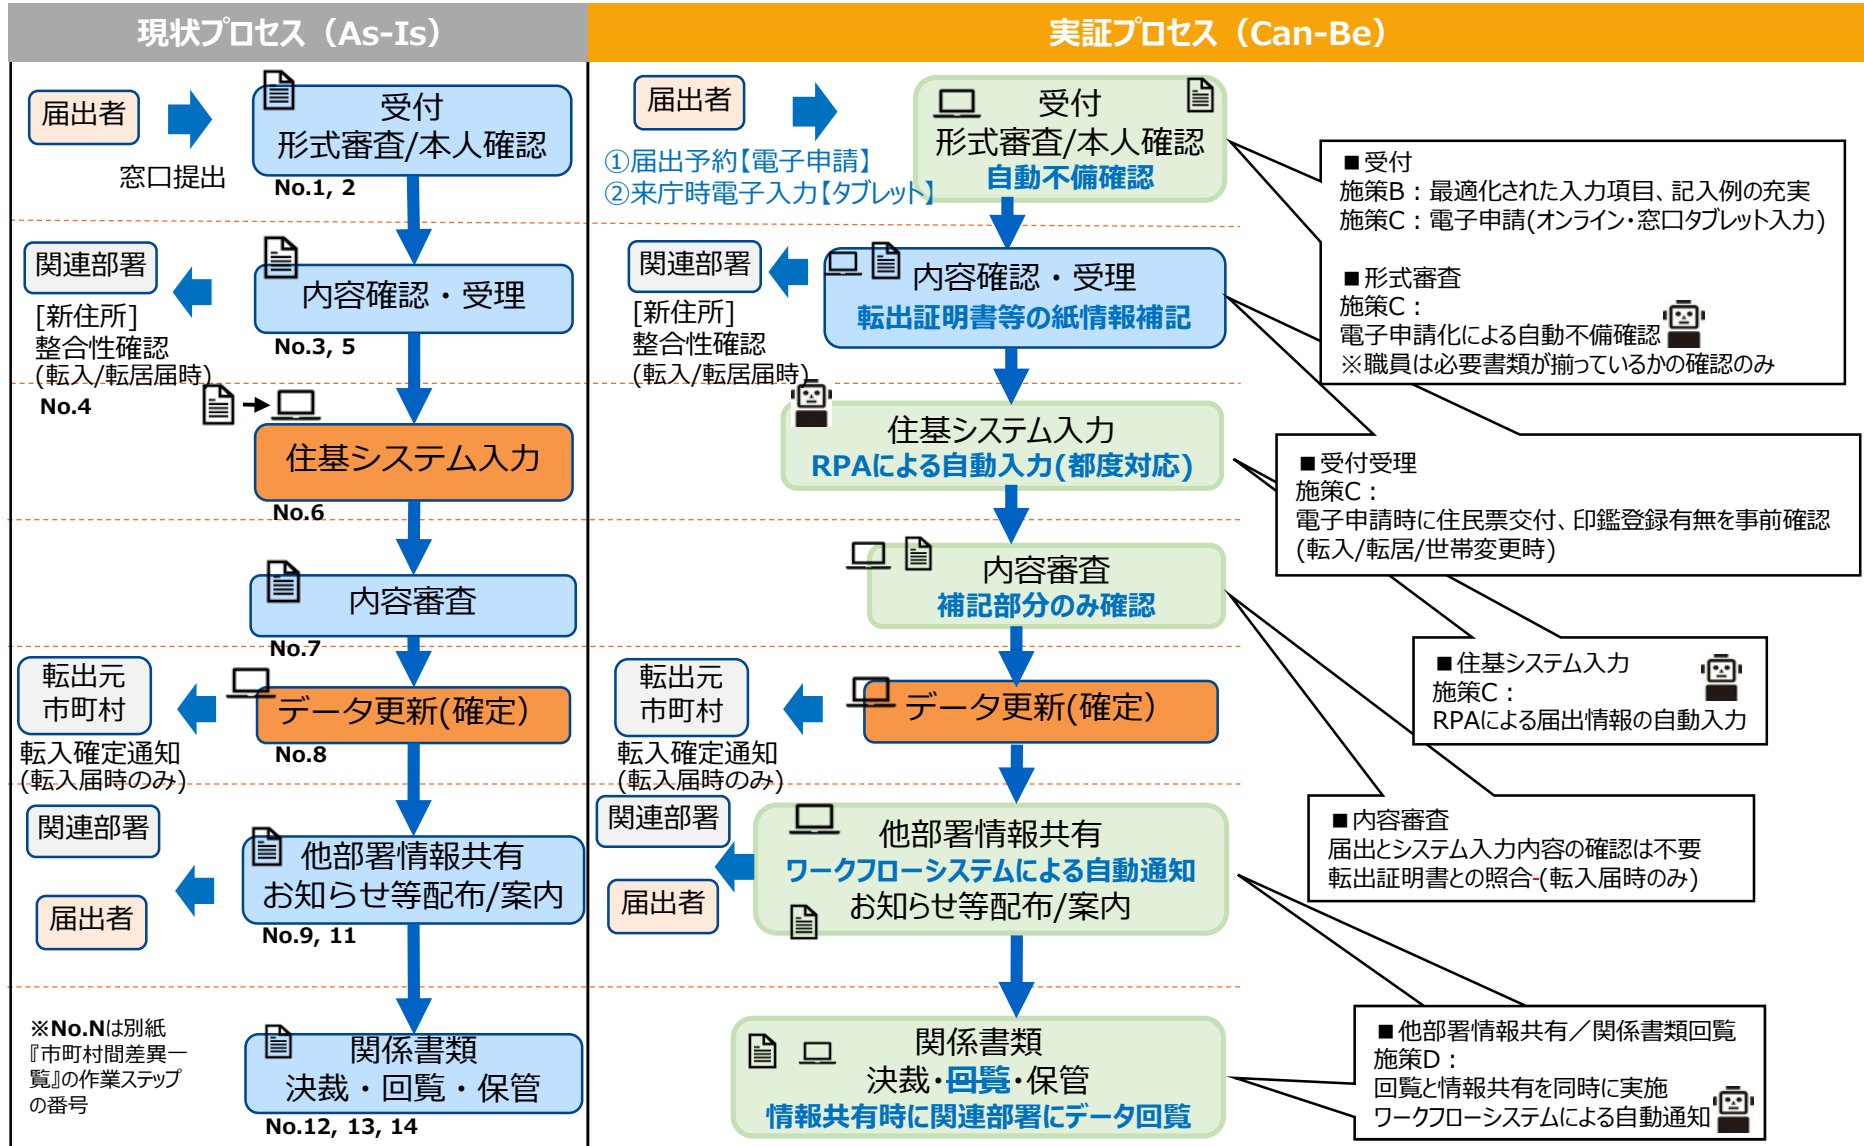 現状プロセス（As-Is）
届出者
窓口提出
受付
形式審査/本人確認
No.1, 2
関連部署
[新住所]
整合性確認
(転入/転居届時)
No.4
内容確認・受理
No.3, 5
住基システム入力
No.6
内容審査
No.7
転出元
市町村
転入確定通知
(転入届時のみ)
データ更新(確定）
No.8
関連部署
届出者
他部署情報共有
お知らせ等配布/案内
No.9, 11
関係書類
決裁・回覧・保管
No.12, 13, 14
※No.Nは別紙
『市町村間差異一
覧』の作業ステップ
の番号
実証プロセス（Can-Be）
届出者
①届出予約【電子申請】
②来庁時電子入力【タブレット】
受付
形式審査/本人確認
自動不備確認
関連部署
[新住所]
整合性確認
(転入/転居届時)
内容確認・受理
転出証明書等の紙情報補記
住基システム入力
RPAによる自動入力(都度対応)
内容審査
補記部分のみ確認
転出元
市町村
転入確定通知
(転入届時のみ)
データ更新(確定）
関連部署
届出者
他部署情報共有
ワークフローシステムによる自動通知
お知らせ等配布/案内
関係書類
決裁・回覧・保管
情報共有時に関連部署にデータ回覧
■受付
施策B：最適化された入力項目、記入例の充実
施策C：電子申請(オンライン・窓口タブレット入力)
■形式審査
施策C：
電子申請化による自動不備確認
※職員は必要書類が揃っているかの確認のみ
■受付受理
施策C：
電子申請時に住民票交付、印鑑登録有無を事前確認
(転入/転居/世帯変更時)
■住基システム入力
施策C：
RPAによる届出情報の自動入力
■内容審査
届出とシステム入力内容の確認は不要
転出証明書との照合-(転入届時のみ)
■他部署情報共有／関係書類回覧
施策D：
回覧と情報共有を同時に実施
ワークフローシステムによる自動通知